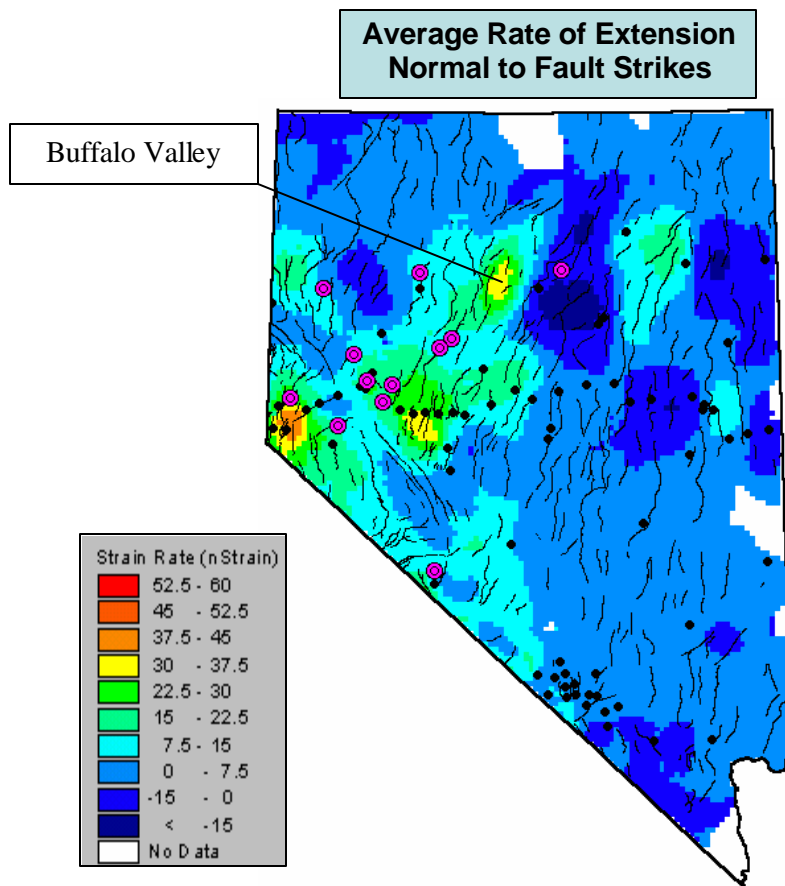 Average Rate of Extension
Normal to Fault Strikes
Buffalo Valley
Strain Rate (nStrain)
52.5 - 60
45 - 52.5
37.5 - 45
30 - 37.5
22.5 - 30
15 - 22.5
7.5 - 15
0 - 7.5
-15 - 0
< -15
No Data